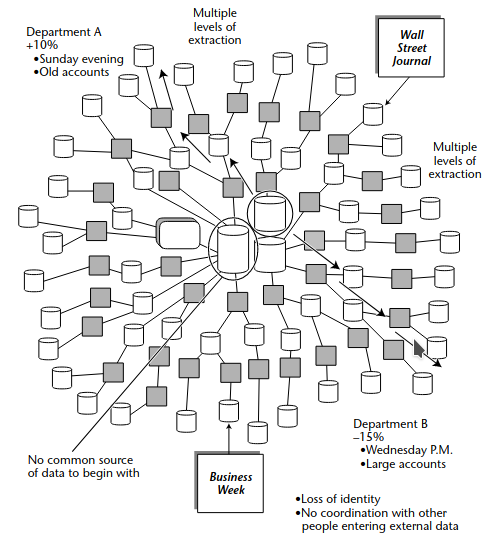 Department A
+10%
•Sunday evening
•Old accounts
Multiple
levels of
extraction
Wall
Street
Journal
Multiple
levels of
extraction
No common source
of data to begin with
Business
Week
Department B
–15%
•Wednesday P.M.
•Large accounts
•Loss of identity
•No coordination with other
people entering external data